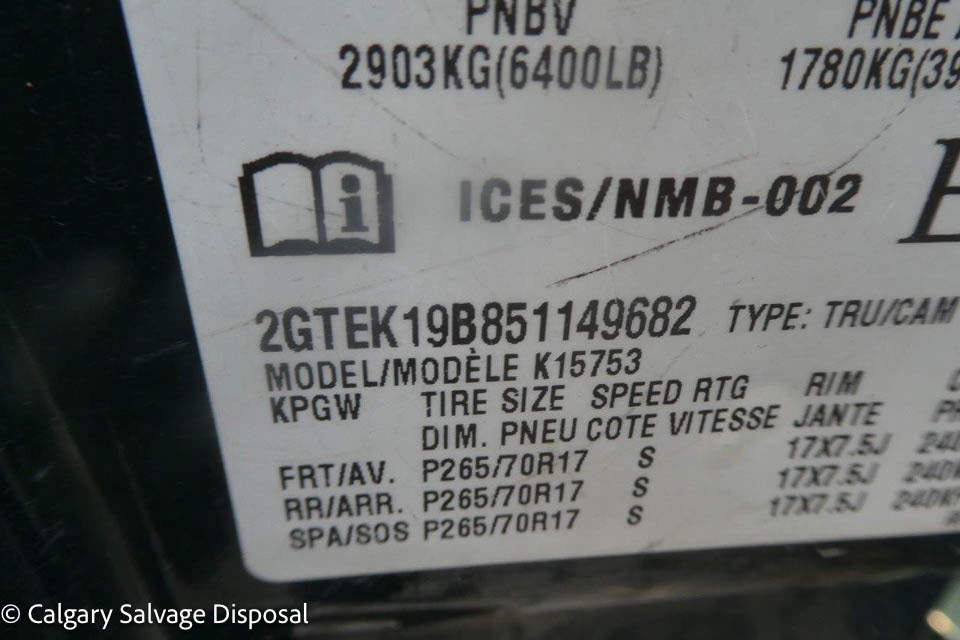 PNBV PNBE
2903KG(6400LB) 1780KG(39
ICES/NMB-002
2GTEK19B851149682 TYPE: TRU/CAM
MODEL/MODÈLE K15753
KPGW TIRE SIZE SPEED RTG RIM
DIM. PNEU COTE VITESSE JANTE
FRT/AV. P265/70R17 S 17X7.5J
RR/ARR. P265/70R17 S 17X7.5J
SPA/SOS P265/70R17 S 17X7.5J
© Calgary Salvage Disposal